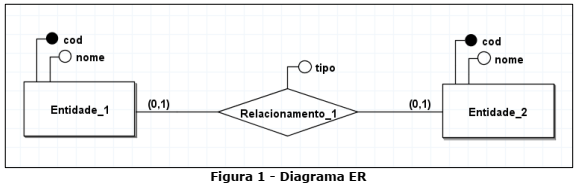 cod
nome
Entidade_1
(0,1)
tipo
Relacionamento_1
(0,1)
cod
nome
Entidade_2
Figura 1 - Diagrama ER